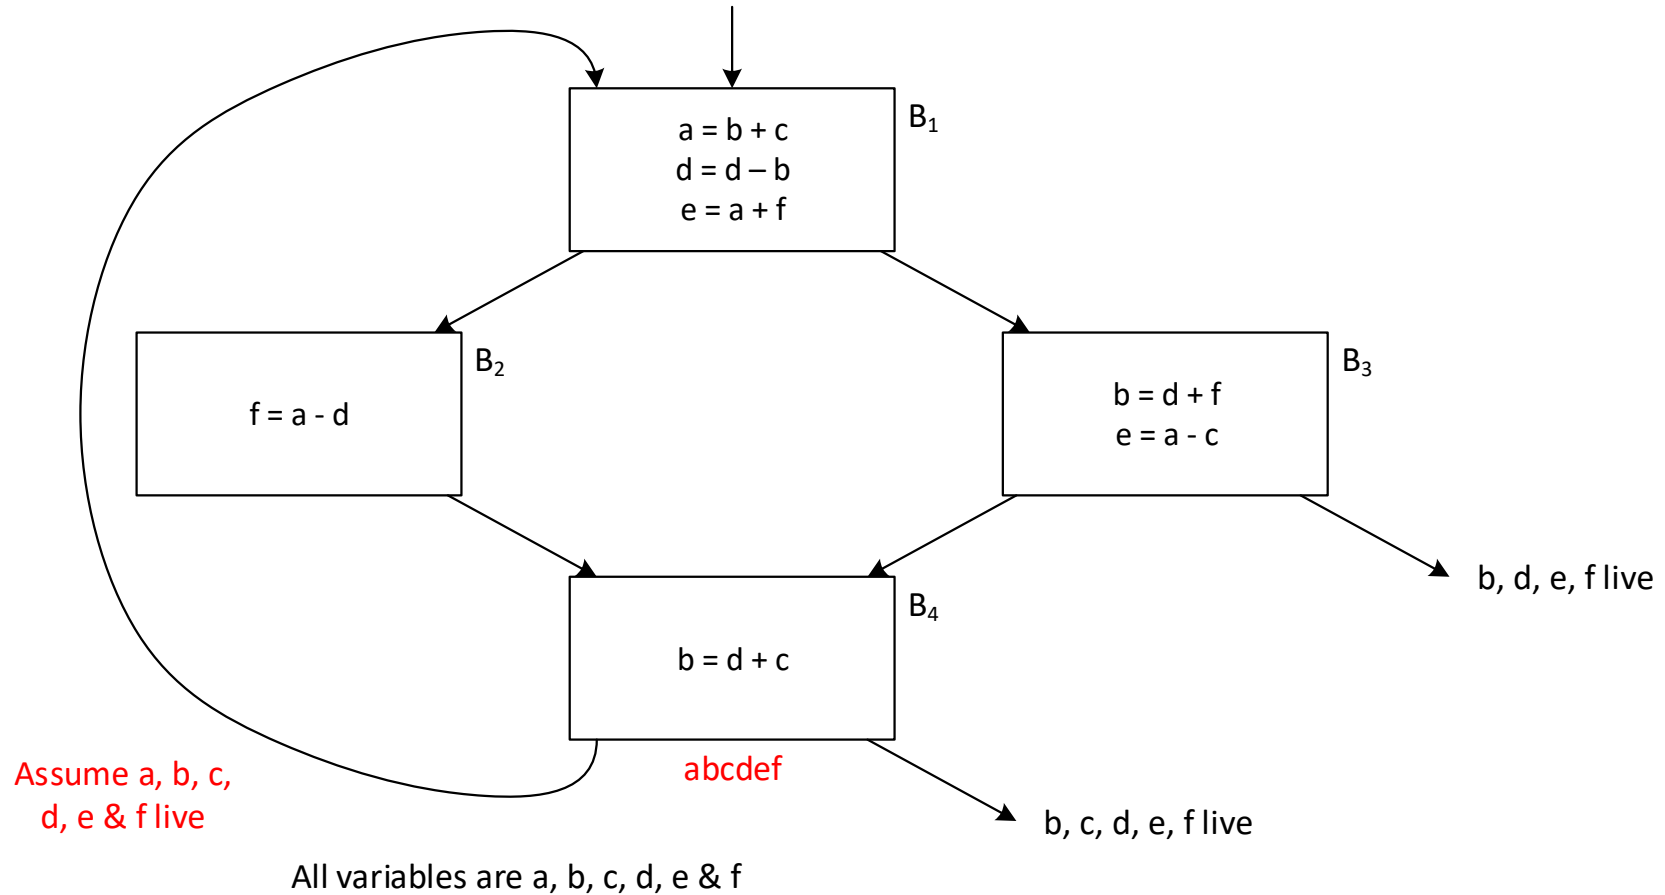 a = b + c
d = d – b
e = a + f
B₁
f = a - d
B₂
b = d + f
e = a - c
B₃
b, d, e, f live
b = d + c
B₄
abcdef
Assume a, b, c,
d, e & f live
b, c, d, e, f live
All variables are a, b, c, d, e & f